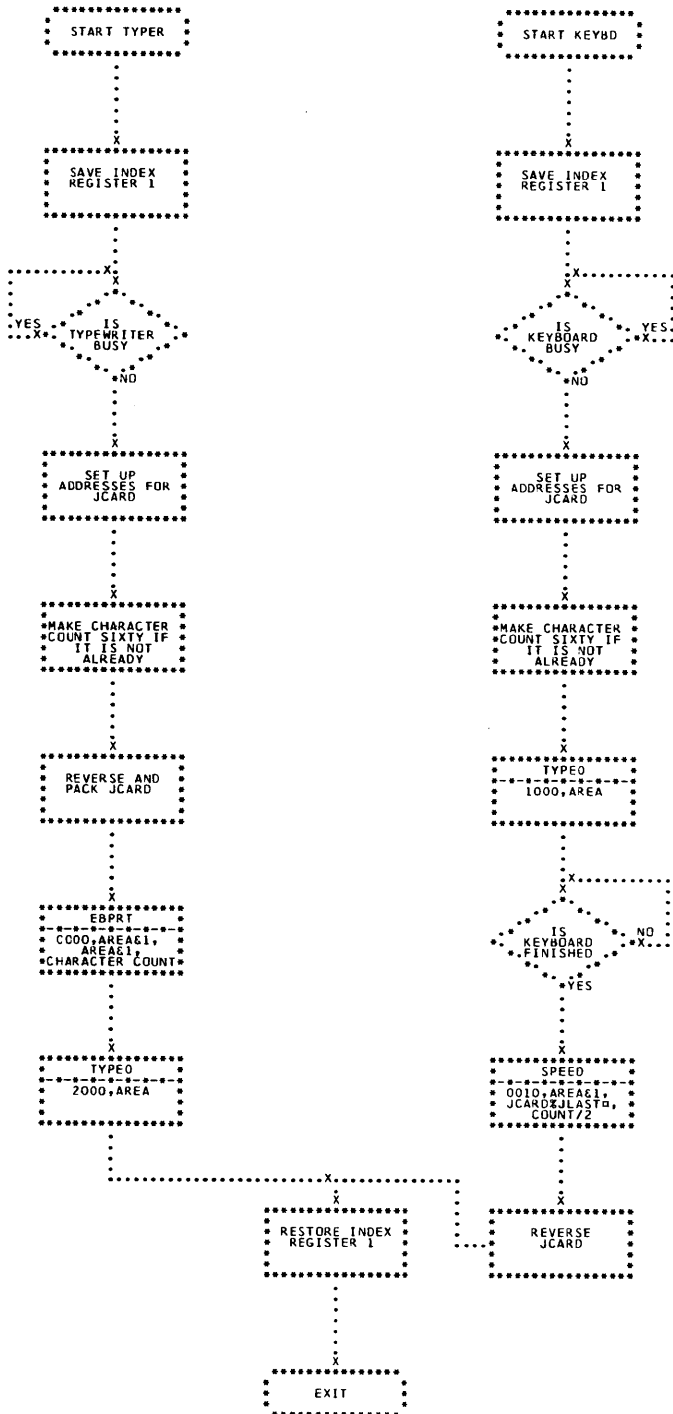 START TYPER
SAVE INDEX
REGISTER 1
YES
IS
TYPEWRITER
BUSY
NO
SET UP
ADDRESSES FOR
JCARD
MAKE CHARACTER
COUNT SIXTY IF
IT IS NOT
ALREADY
REVERSE AND
PACK JCARD
EBPRT
CC00,AREA&1,
AREA&1,
CHARACTER COUNT
TYPE0
2000,AREA
START KEYBD
SAVE INDEX
REGISTER 1
IS
KEYBOARD
BUSY
YES
NO
SET UP
ADDRESSES FOR
JCARD
MAKE CHARACTER
COUNT SIXTY IF
IT IS NOT
ALREADY
TYPE0
1000,AREA
IS
KEYBOARD
FINISHED
NO
YES
SPEED
0010,AREA&1,
JCARD%JLAST¤,
COUNT/2
REVERSE
JCARD
RESTORE INDEX
REGISTER 1
EXIT